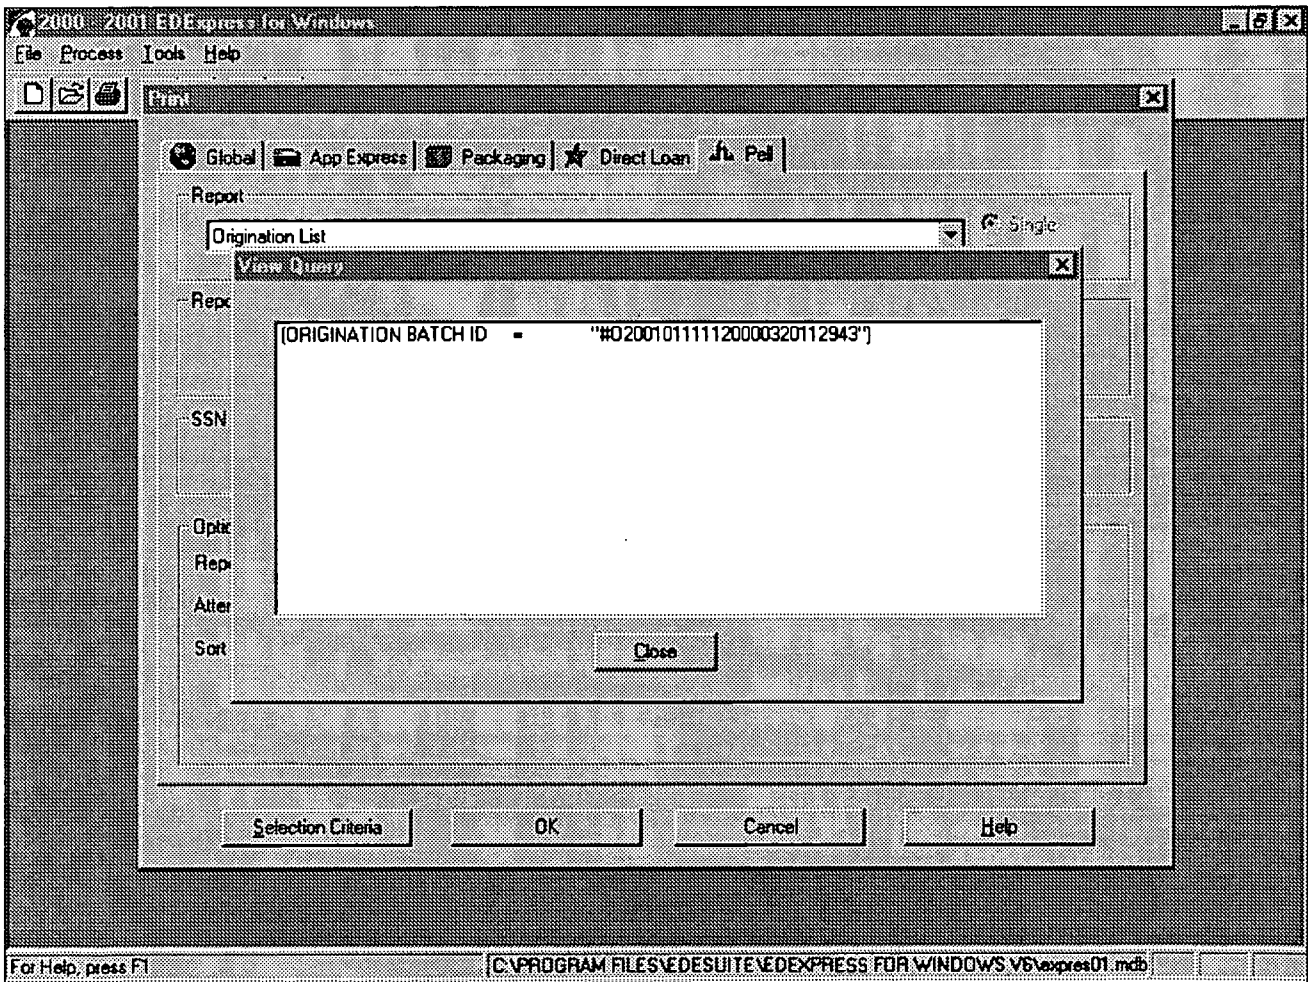 2000 - 2001 EDExpress for Windows
File Process Tools Help
Print
Global App Express Packaging Direct Loan Pell
Report
Origination List
Single
View Query
Repo
(ORIGINATION BATCH ID = "#O200101111120000320112943")
SSN
Optic
Repo
Atten
Sort
Close
Selection Criteria OK Cancel Help
For Help, press F1
C:\PROGRAM FILES\EDESUITE\EDEXPRESS FOR WINDOWS V6\expres01.mdb